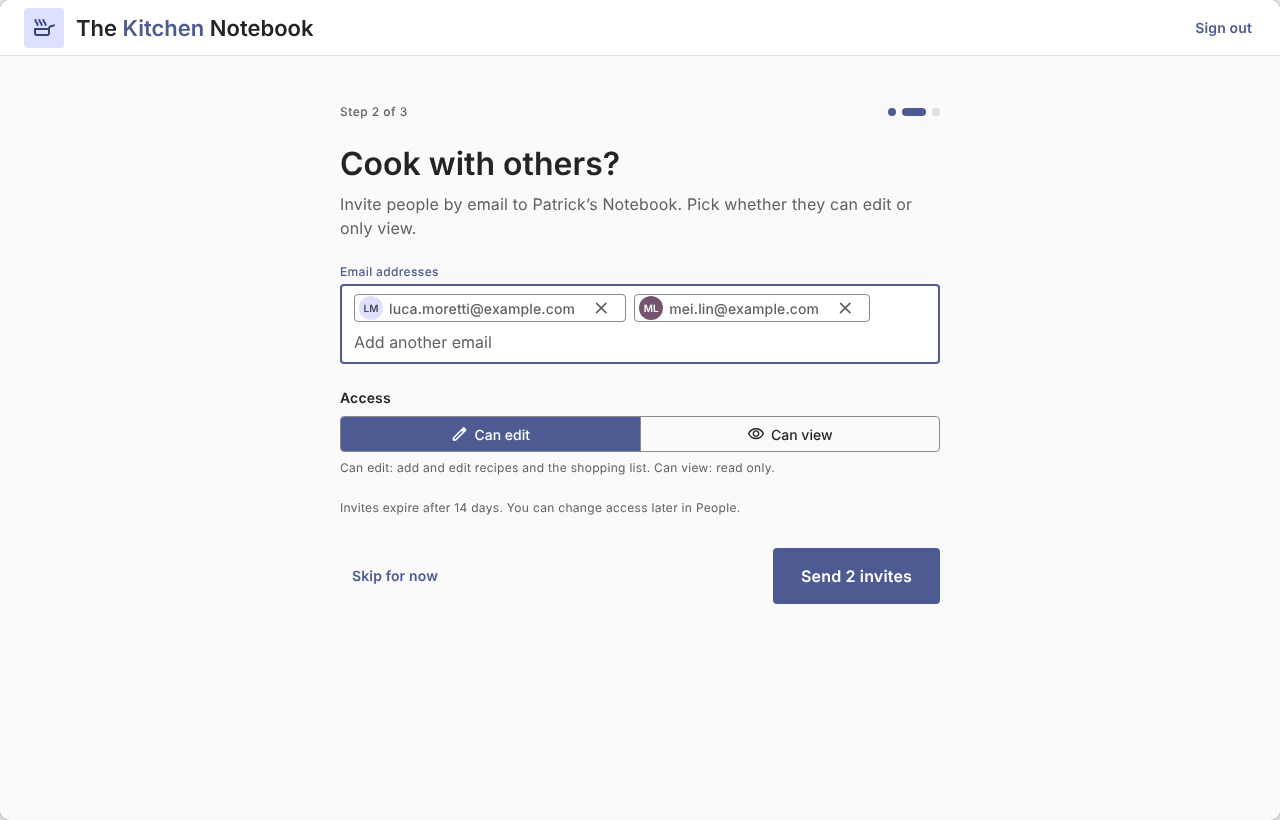 The Kitchen Notebook
Sign out
Step 2 of 3
Cook with others?
Invite people by email to Patrick’s Notebook. Pick whether they can edit or
only view.
Email addresses
LM luca.moretti@example.com
ML mei.lin@example.com
Add another email
Access
Can edit
Can view
Can edit: add and edit recipes and the shopping list. Can view: read only.
Invites expire after 14 days. You can change access later in People.
Skip for now
Send 2 invites